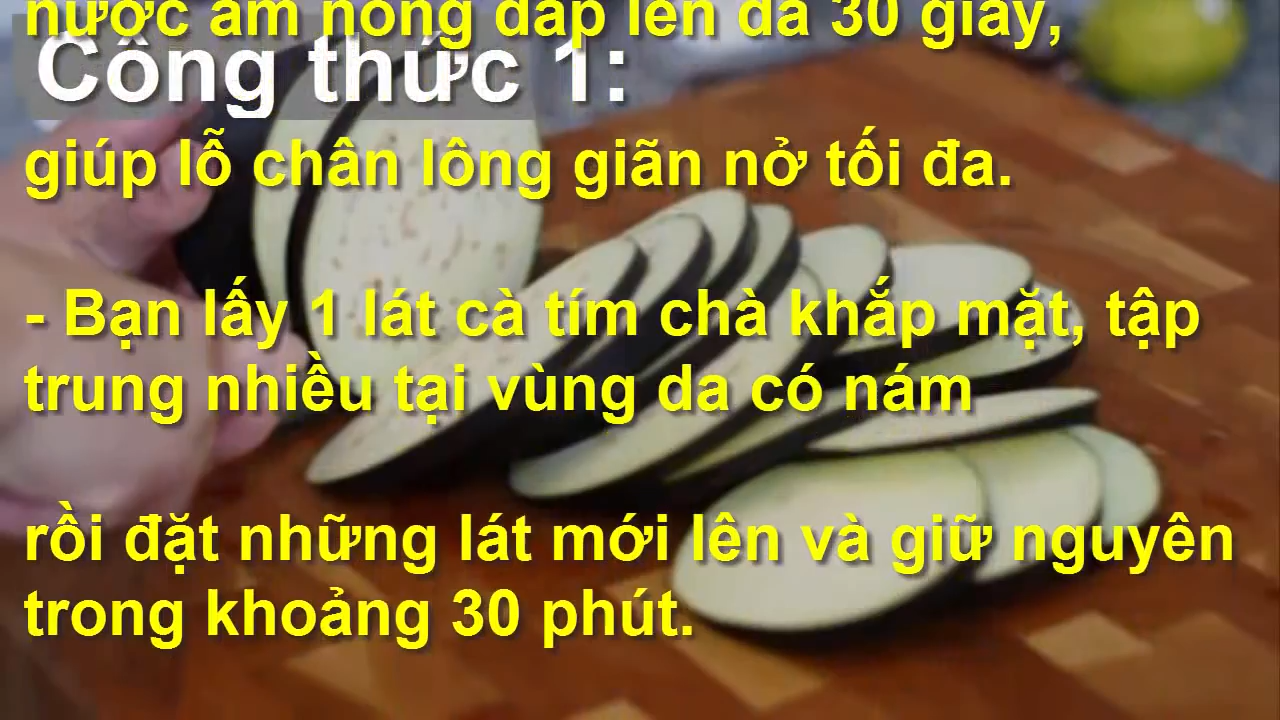 nước ấm nóng đắp lên da 30 giây,
Công thức 1:
giúp lỗ chân lông giãn nở tối đa.
- Bạn lấy 1 lát cà tím chà khắp mặt, tập
trung nhiều tại vùng da có nám
rồi đặt những lát mới lên và giữ nguyên
trong khoảng 30 phút.